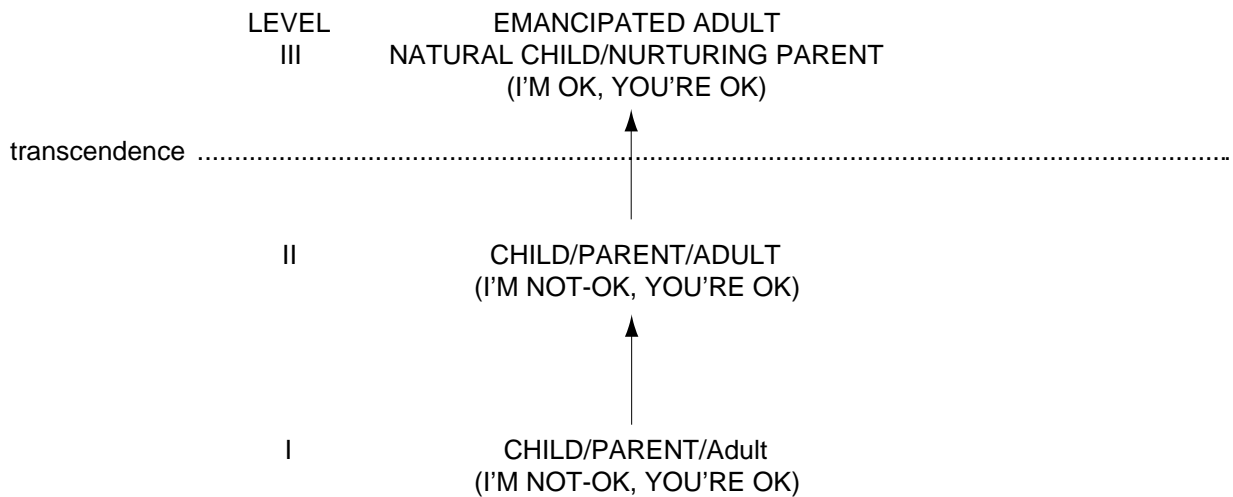 LEVEL EMANCIPATED ADULT
III NATURAL CHILD/NURTURING PARENT
(I'M OK, YOU'RE OK)
transcendence
II CHILD/PARENT/ADULT
(I'M NOT-OK, YOU'RE OK)
I CHILD/PARENT/Adult
(I'M NOT-OK, YOU'RE OK)